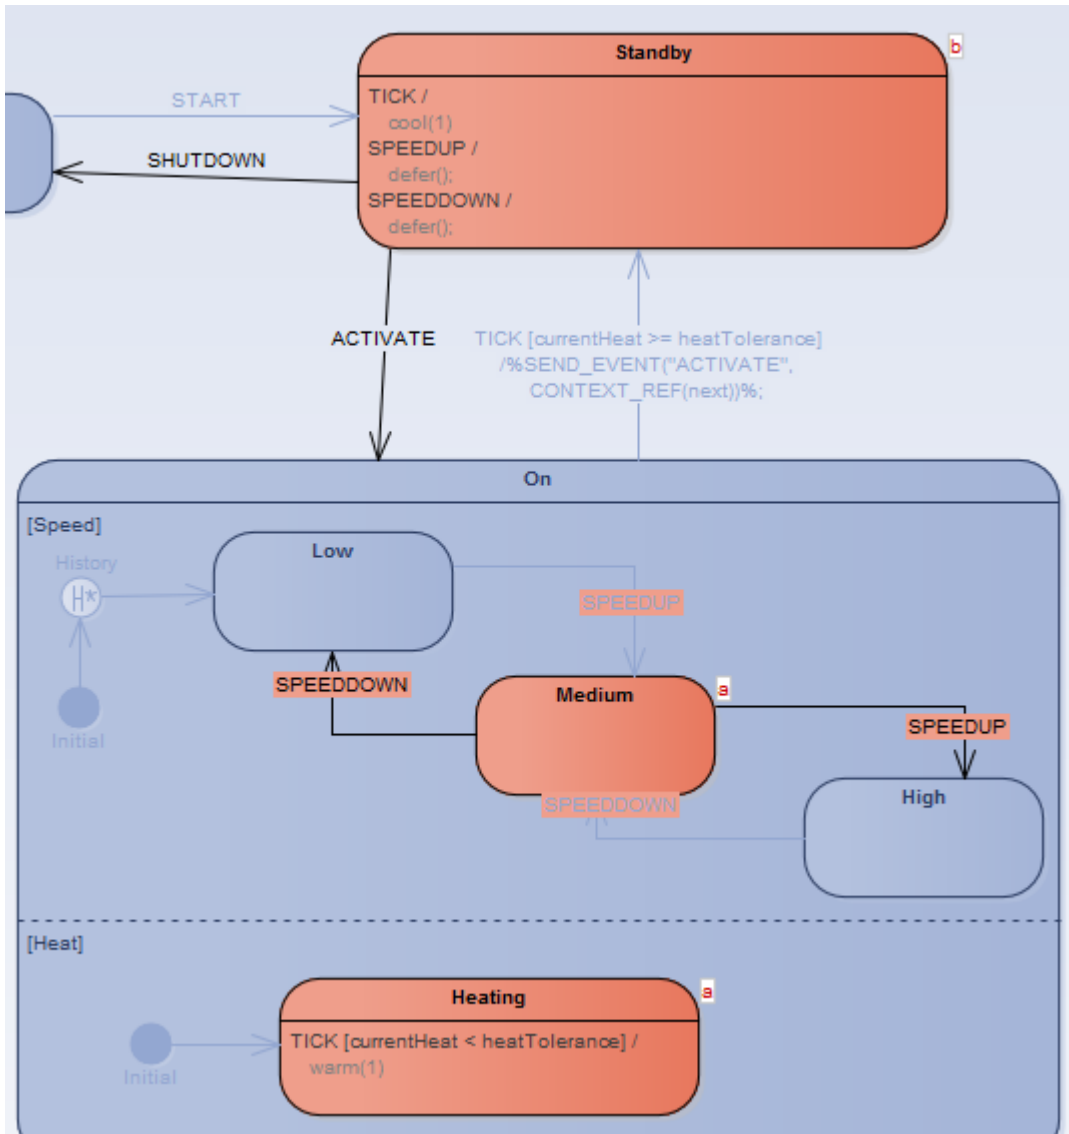 Standby
b
START
TICK /
cool(1)
SPEEDUP /
defer();
SPEEDDOWN /
defer();
SHUTDOWN
ACTIVATE
TICK [currentHeat >= heatTolerance]
/%SEND_EVENT("ACTIVATE",
CONTEXT_REF(next))%;
On
[Speed]
Low
History
H*
SPEEDUP
SPEEDDOWN
Medium
a
SPEEDUP
Initial
SPEEDDOWN
High
[Heat]
Heating
a
TICK [currentHeat < heatTolerance] /
warm(1)
Initial